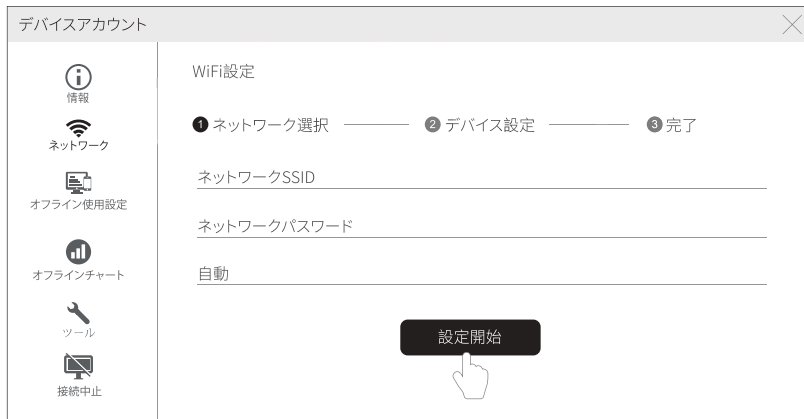 デバイスアカウント
情報
ネットワーク
オフライン使用設定
オフラインチャート
ツール
接続中止
WiFi設定
1 ネットワーク選択 2 デバイス設定 3 完了
ネットワークSSID
ネットワークパスワード
自動
設定開始